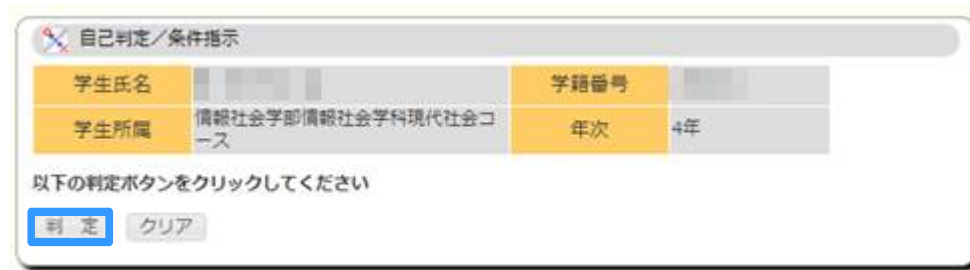 自己判定／条件指示
学生氏名 学籍番号
学生所属 情報社会学部情報社会学科現代社会コ
ース 年次 4年
以下の判定ボタンをクリックしてください
判 定 クリア